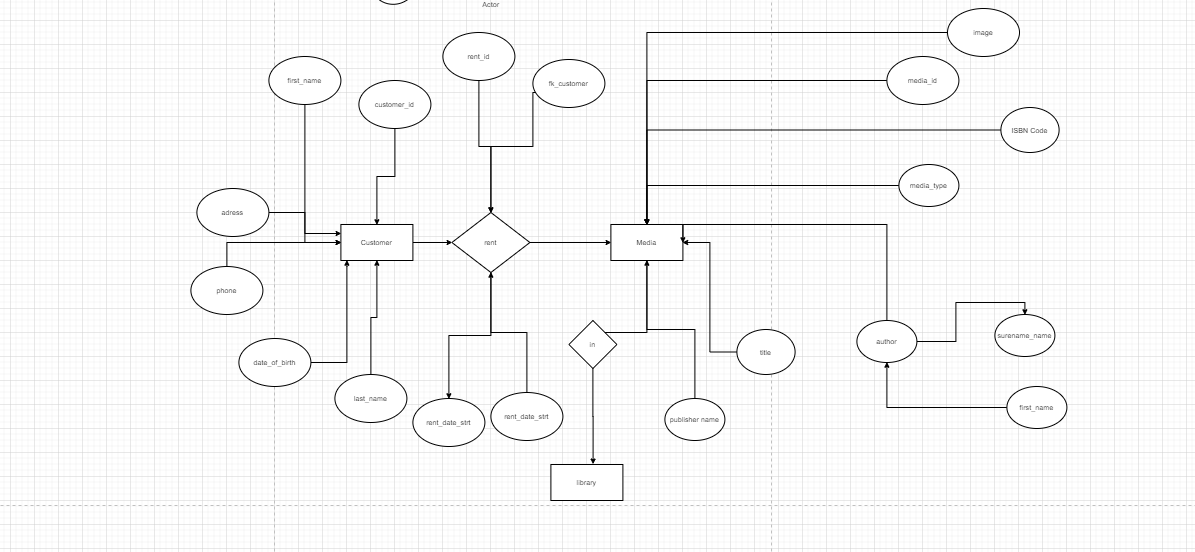 Actor
image
rent_id
first_name
media_id
fk_customer
customer_id
ISBN Code
media_type
adress
Customer
rent
Media
phone
in
author
surename_name
title
date_of_birth
last_name
first_name
rent_date_strt
rent_date_strt
publisher name
library